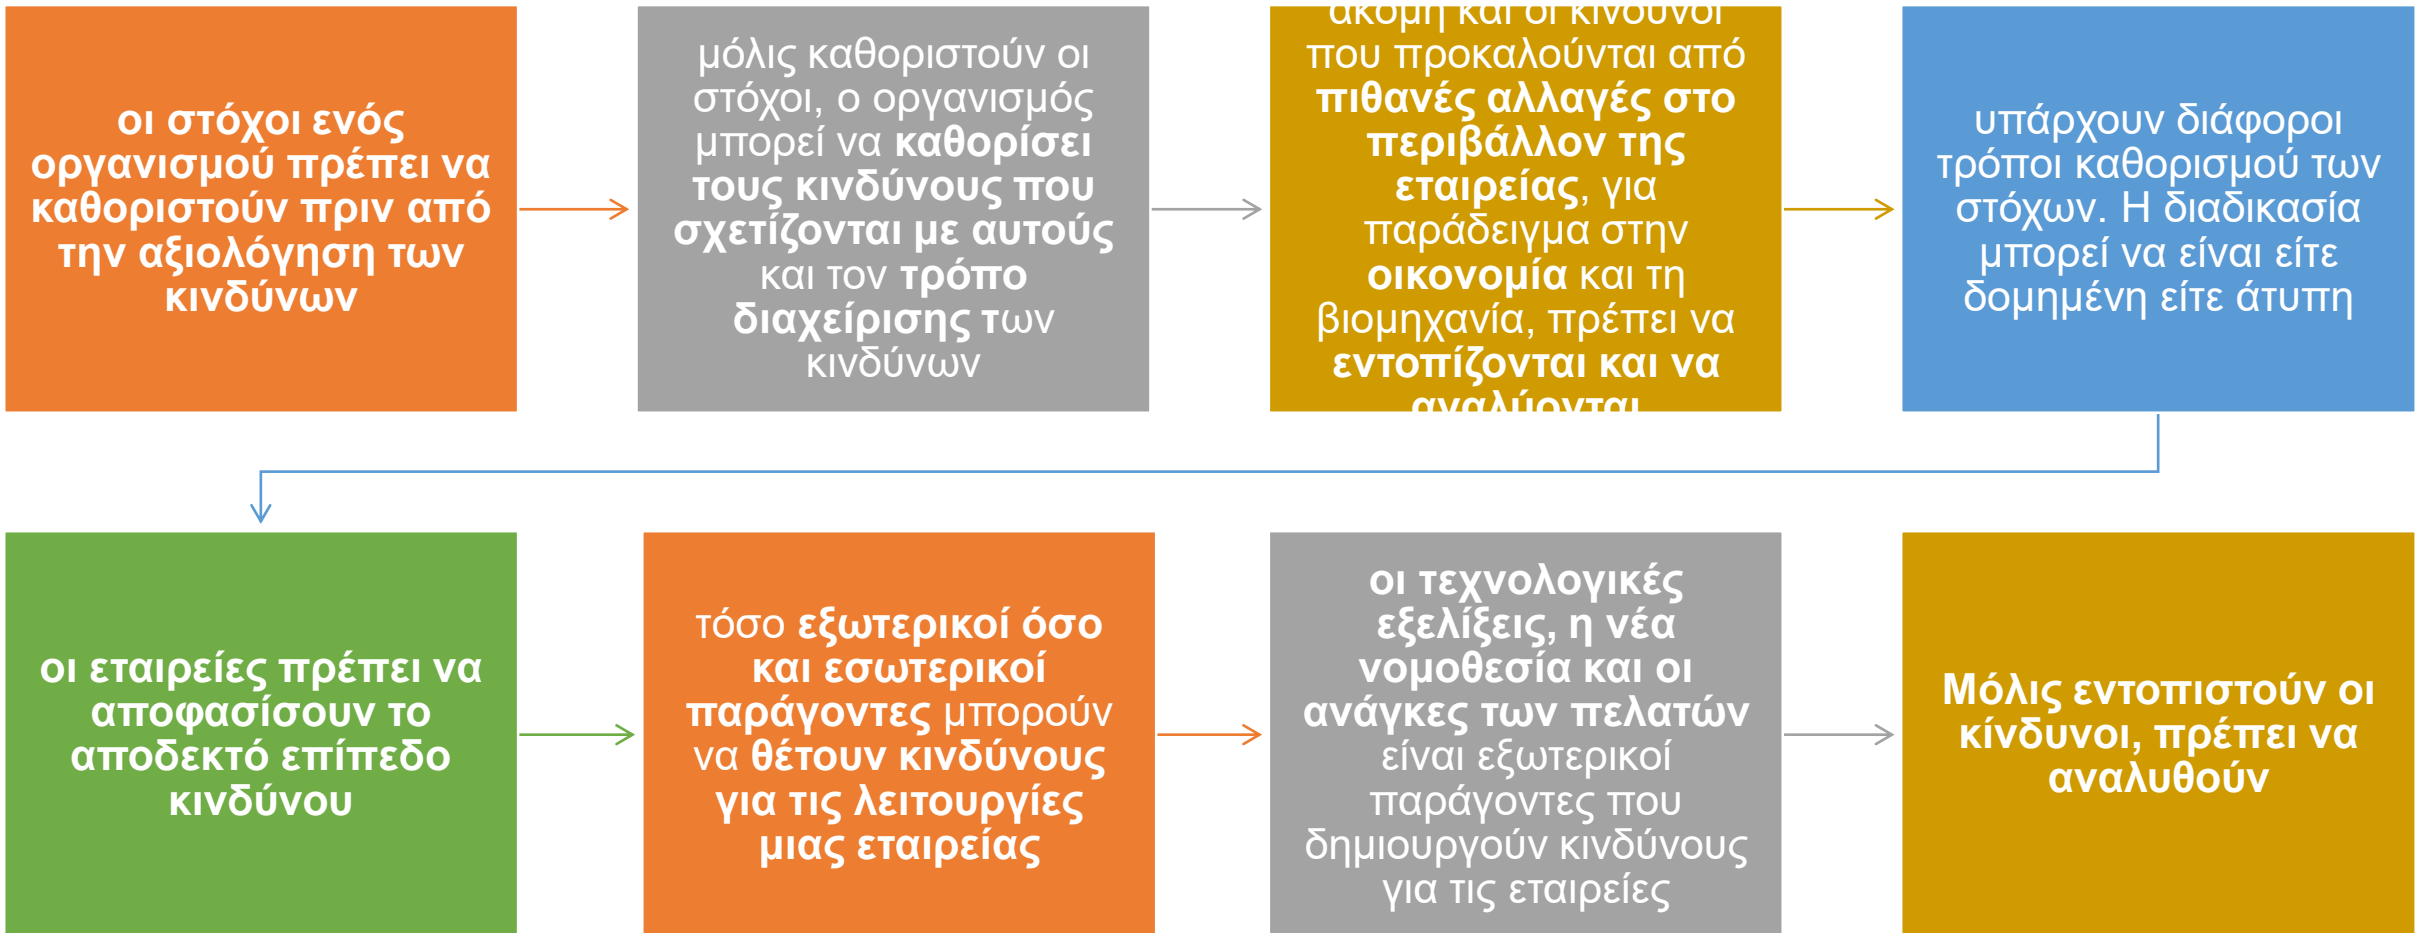 οι στόχοι ενός
οργανισμού πρέπει να
καθοριστούν πριν από
την αξιολόγηση των
κινδύνων
μόλις καθοριστούν οι
στόχοι, ο οργανισμός
μπορεί να καθορίσει
τους κινδύνους που
σχετίζονται με αυτούς
και τον τρόπο
διαχείρισης των
κινδύνων
ακόμη και οι κίνδυνοι
που προκαλούνται από
πιθανές αλλαγές στο
περιβάλλον της
εταιρείας, για
παράδειγμα στην
οικονομία και τη
βιομηχανία, πρέπει να
εντοπίζονται και να
αναλύονται
υπάρχουν διάφοροι
τρόποι καθορισμού των
στόχων. Η διαδικασία
μπορεί να είναι είτε
δομημένη είτε άτυπη
οι εταιρείες πρέπει να
αποφασίσουν το
αποδεκτό επίπεδο
κινδύνου
τόσο εξωτερικοί όσο
και εσωτερικοί
παράγοντες μπορούν
να θέτουν κινδύνους
για τις λειτουργίες
μιας εταιρείας
οι τεχνολογικές
εξελίξεις, η νέα
νομοθεσία και οι
ανάγκες των πελατών
είναι εξωτερικοί
παράγοντες που
δημιουργούν κινδύνους
για τις εταιρείες
Μόλις εντοπιστούν οι
κίνδυνοι, πρέπει να
αναλυθούν